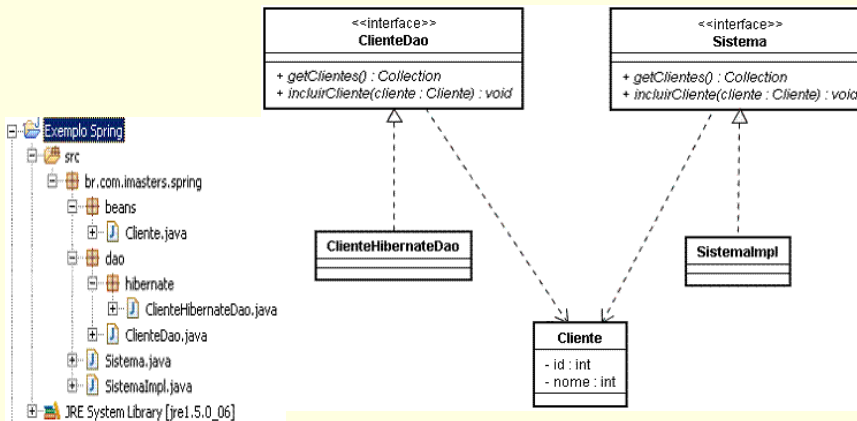 <<interface>>
ClienteDao
+ getClientes() : Collection
+ incluirCliente(cliente : Cliente) : void
<<interface>>
Sistema
+ getClientes() : Collection
+ incluirCliente(cliente : Cliente) : void
Exemplo Spring
src
br.com.imasters.spring
beans
Cliente.java
dao
hibernate
ClienteHibernateDao.java
ClienteDao.java
Sistema.java
SistemaImpl.java
JRE System Library [jre1.5.0_06]
ClienteHibernateDao
SistemaImpl
Cliente
- id : int
- nome : int